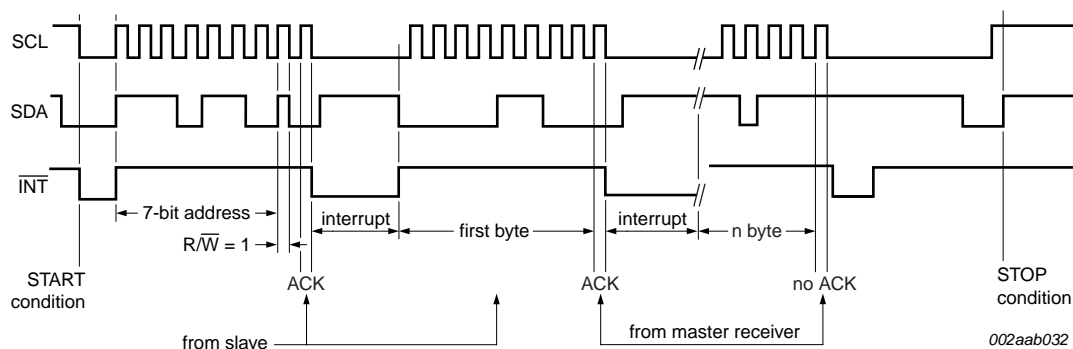 SCL
SDA
INT
7-bit address
R/W = 1
interrupt
first byte
interrupt
n byte
START
condition
ACK
ACK
no ACK
STOP
condition
from slave
from master receiver
002aab032